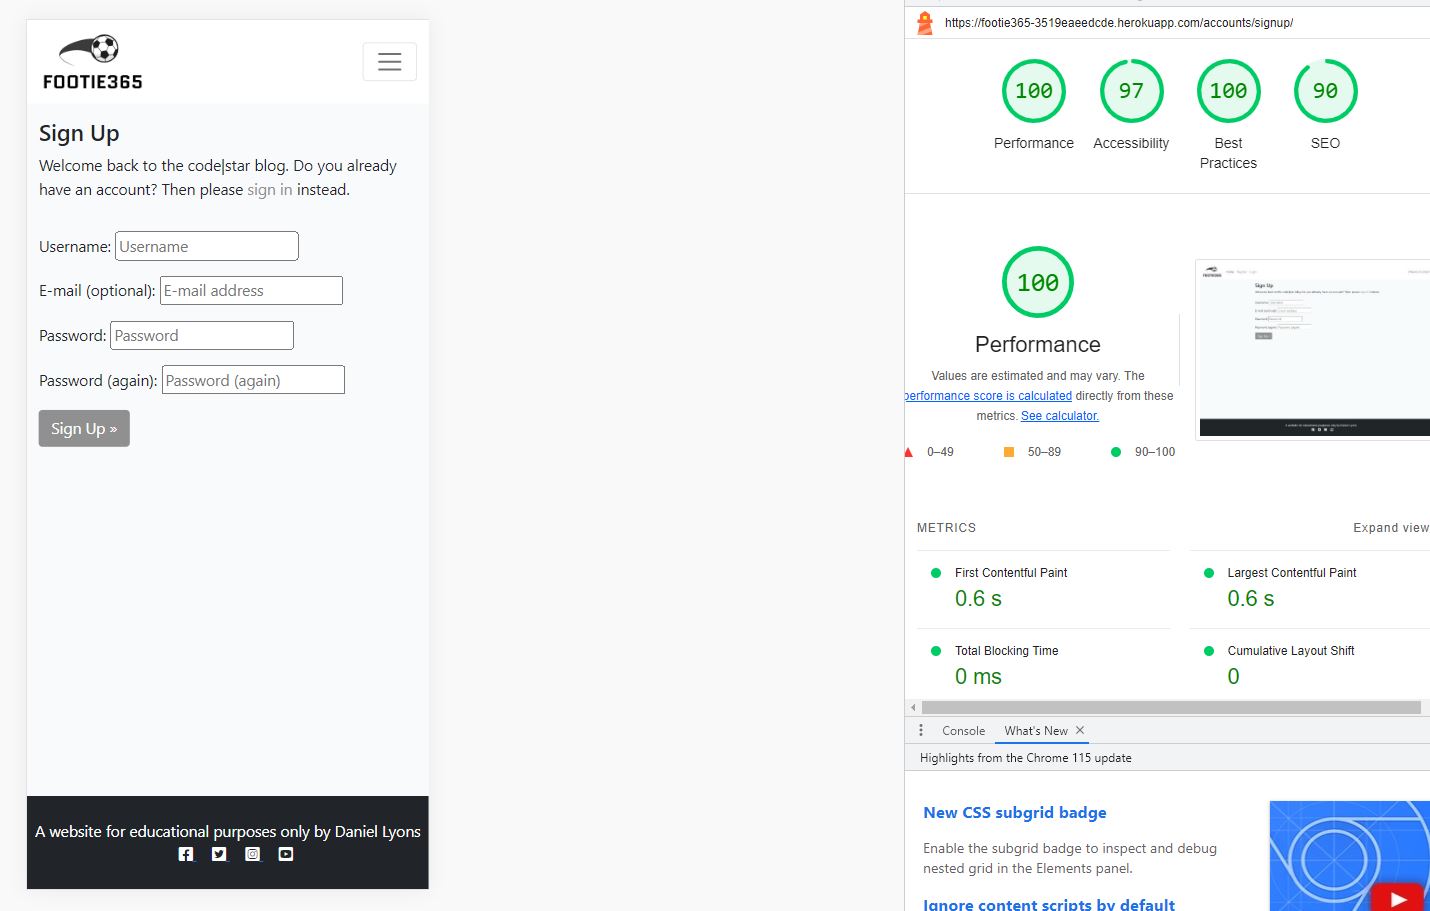 FOOTIE365
Sign Up
Welcome back to the code|star blog. Do you already
have an account? Then please sign in instead.
Username: Username
E-mail (optional): E-mail address
Password: Password
Password (again): Password (again)
Sign Up »
A website for educational purposes only by Daniel Lyons
https://footie365-3519eaeedcde.herokuapp.com/accounts/signup/
100 97 100 90
Performance Accessibility Best Practices SEO
100
Performance
Values are estimated and may vary. The
performance score is calculated directly from these
metrics. See calculator.
0–49 50–89 90–100
METRICS Expand view
First Contentful Paint Largest Contentful Paint
0.6 s 0.6 s
Total Blocking Time Cumulative Layout Shift
0 ms 0
Console What's New ×
Highlights from the Chrome 115 update
New CSS subgrid badge
Enable the subgrid badge to inspect and debug
nested grid in the Elements panel.
Ignore content scripts by default